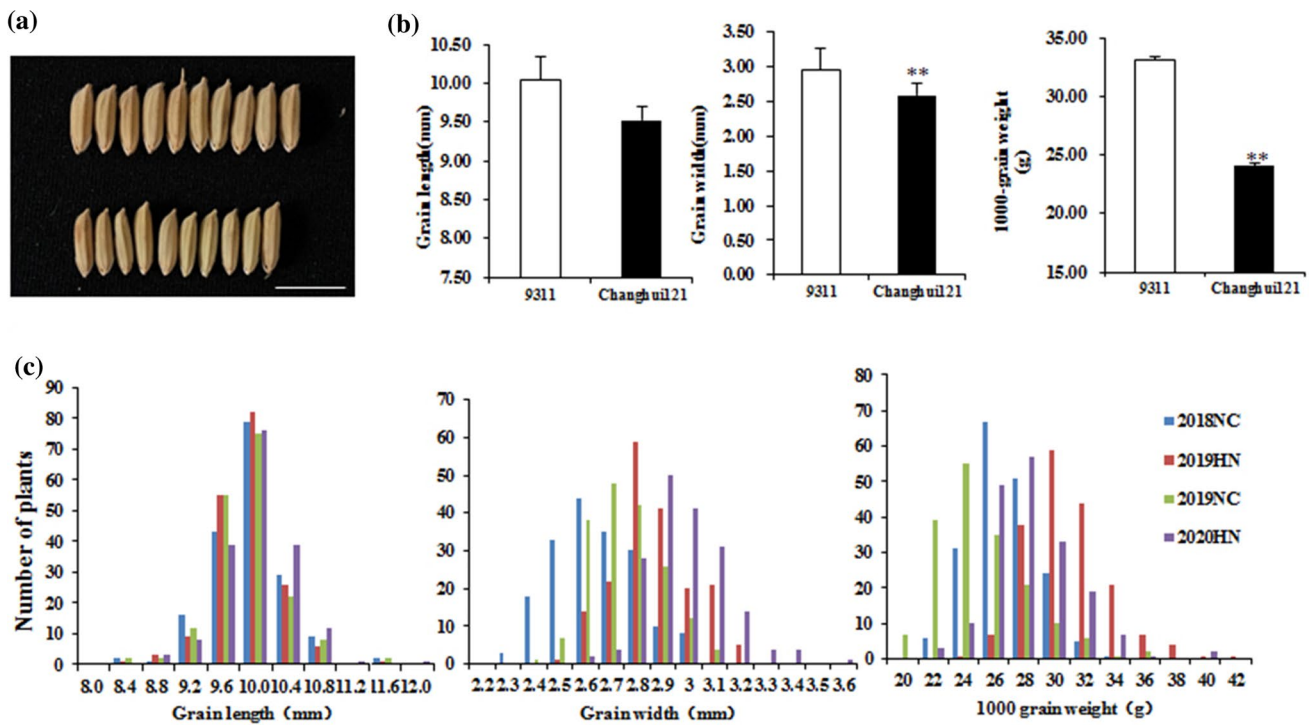 (a)
(b)
10.50
10.00
9.50
9.00
8.50
8.00
7.50
Grain length(mm)
9311 Changhui121
3.50
3.00
2.50
2.00
1.50
1.00
0.50
0.00
Grain width(mm)
**
9311 Changhui121
35.00
30.00
25.00
20.00
15.00
1000-grain weight
(g)
**
9311 Changhui121
(c)
90
80
70
60
50
40
30
20
10
0
Number of plants
8.0 8.4 8.8 9.2 9.6 10.0 10.4 10.8 11.2 11.6 12.0
Grain length（mm）
70
60
50
40
30
20
10
0
2.2 2.3 2.4 2.5 2.6 2.7 2.8 2.9 3 3.1 3.2 3.3 3.4 3.5 3.6
Grain width（mm）
80
70
60
50
40
30
20
10
0
20 22 24 26 28 30 32 34 36 38 40 42
1000 grain weight（g）
2018NC
2019HN
2019NC
2020HN